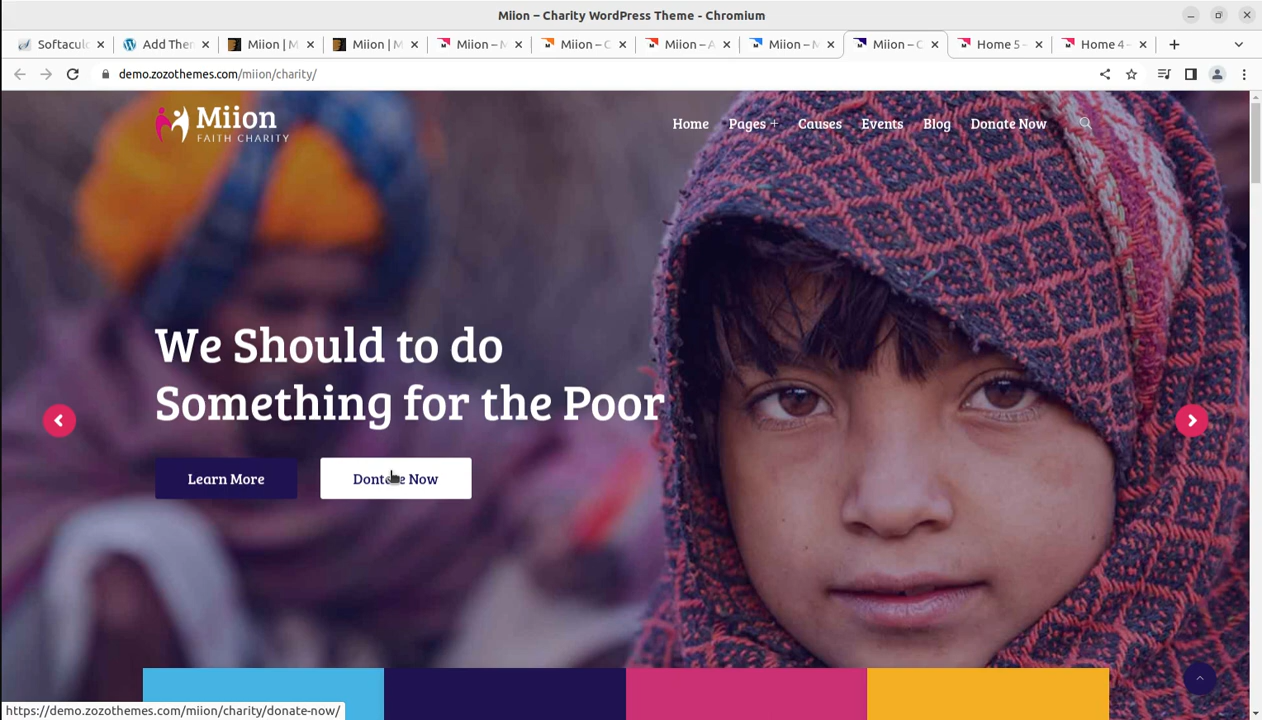 Miion – Charity WordPress Theme - Chromium
Softacul
Add Ther
Miion | M
Miion | M
Miion – M
Miion – C
Miion – A
Miion – M
Miion – C
Home 5 -
Home 4 -
demo.zozothemes.com/miion/charity/
Miion
FAITH CHARITY
Home
Pages +
Causes
Events
Blog
Donate Now
We Should to do
Something for the Poor
Learn More
Dontate Now
https://demo.zozothemes.com/miion/charity/donate-now/